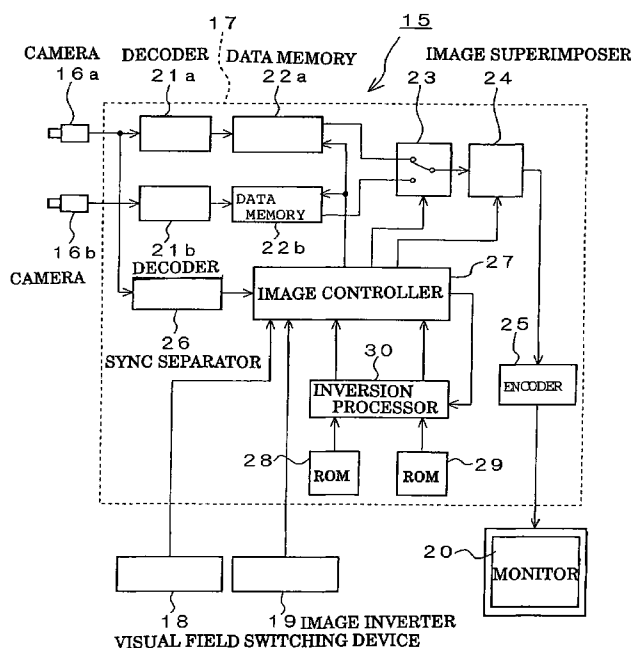 17
15
CAMERA DECODER DATA MEMORY
IMAGE SUPERIMPOSER
16a
21a
22a
23
24
DATA
MEMORY
16b
21b
22b
CAMERA
DECODER
27
IMAGE CONTROLLER
26
SYNC SEPARATOR
25
30
INVERSION
PROCESSOR
ENCODER
28
ROM
ROM
29
20
MONITOR
18
19
IMAGE INVERTER
VISUAL FIELD SWITCHING DEVICE